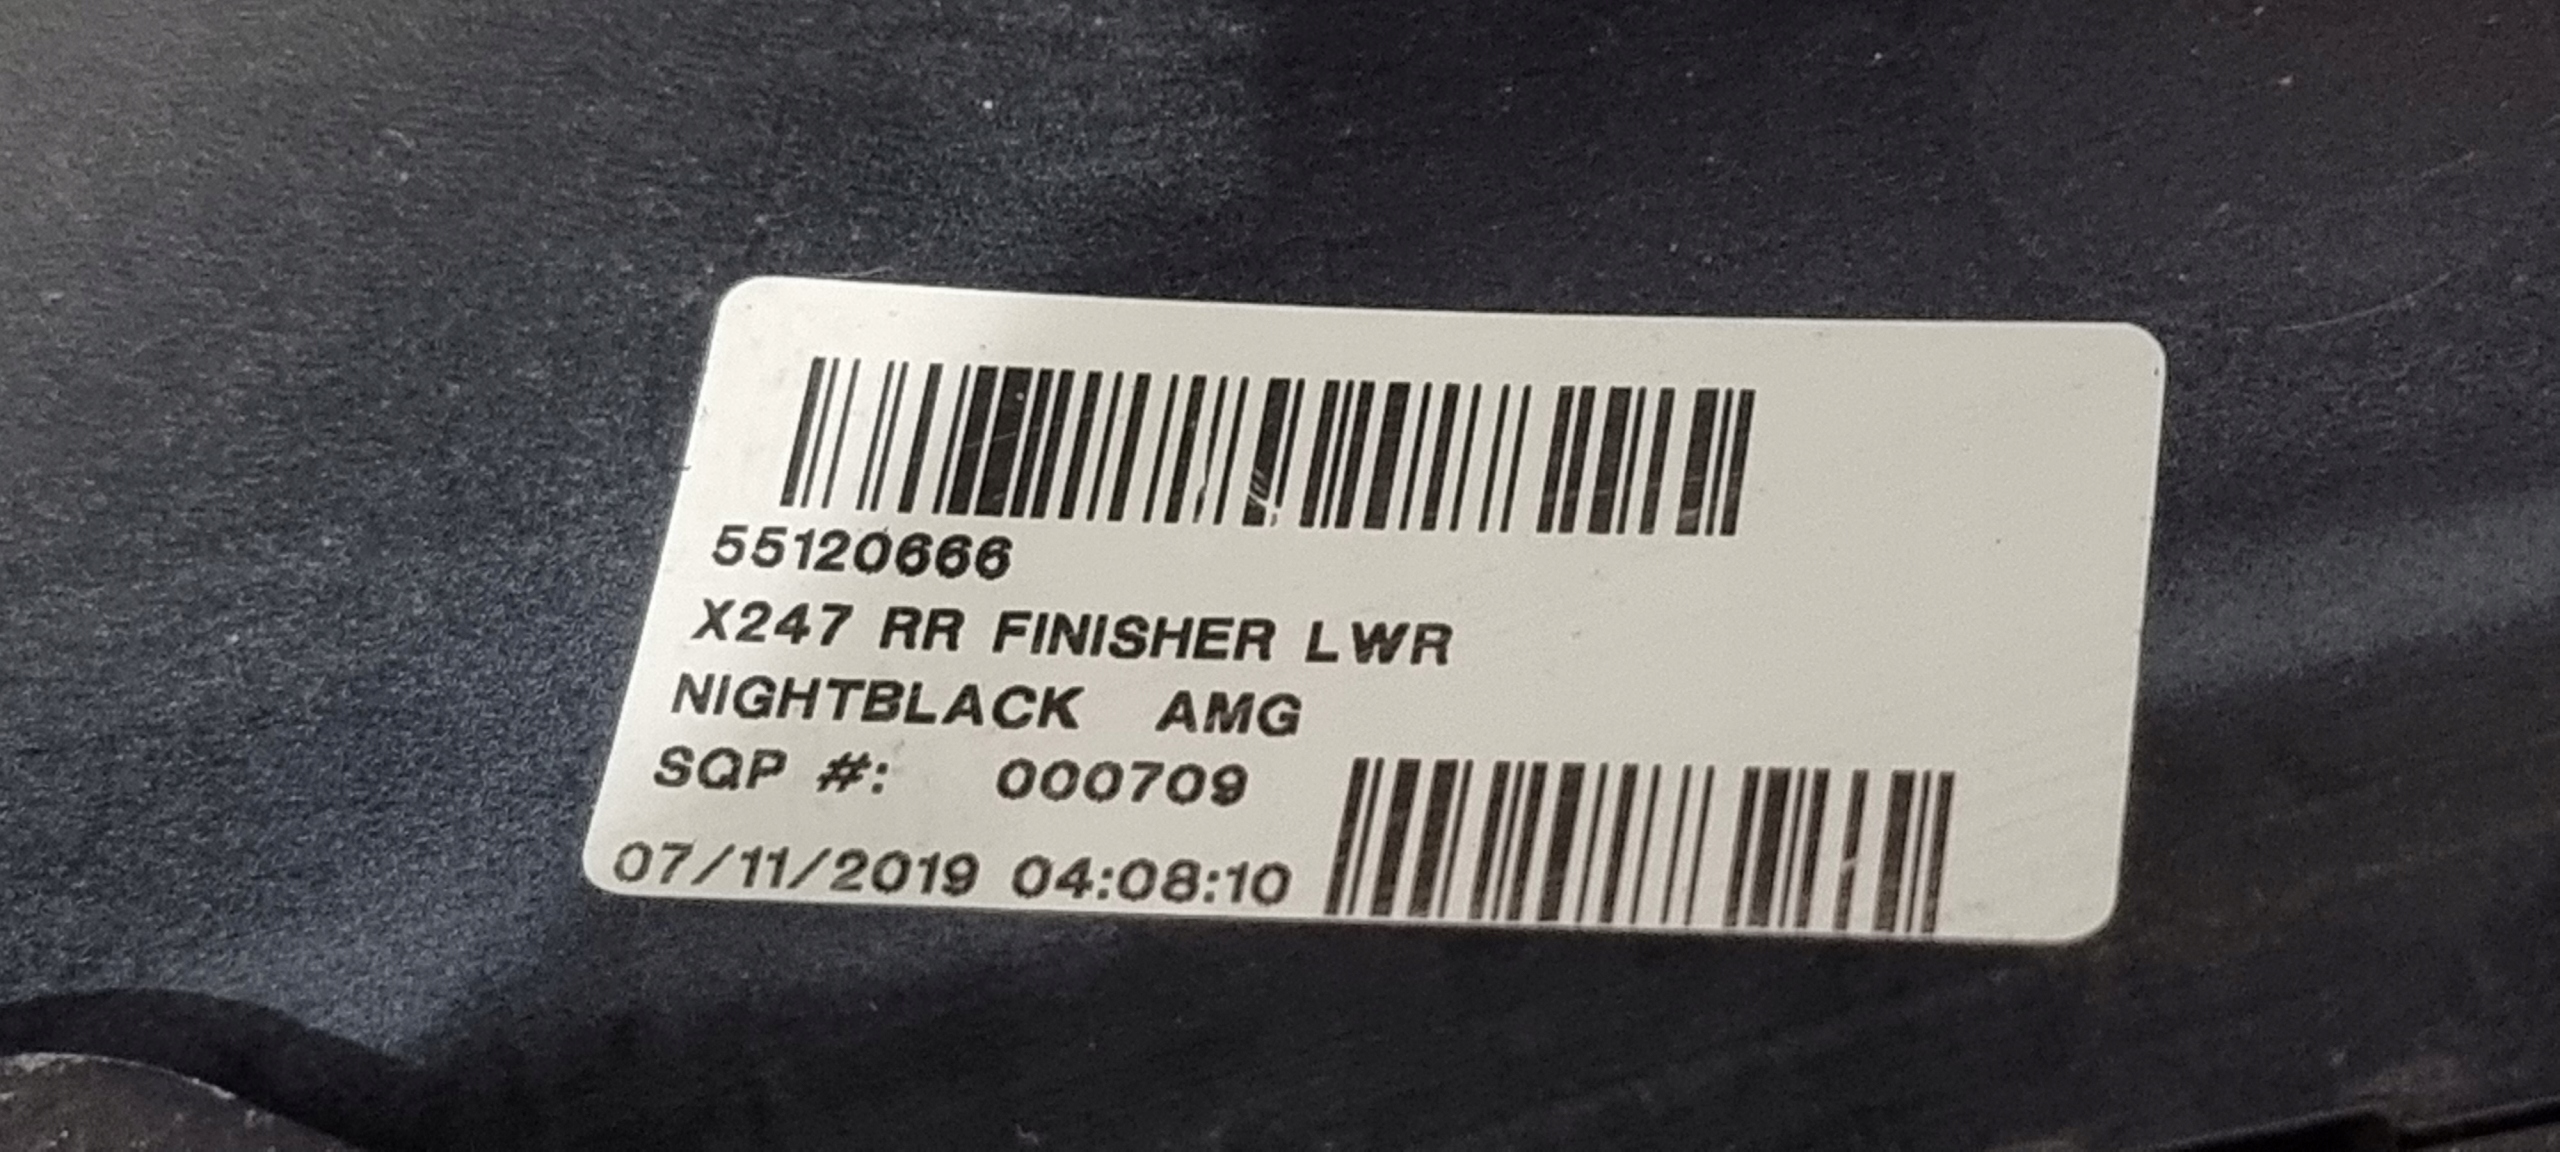 55120666
X247 RR FINISHER LWR
NIGHTBLACK AMG
SQP #: 000709
07/11/2019 04:08:10